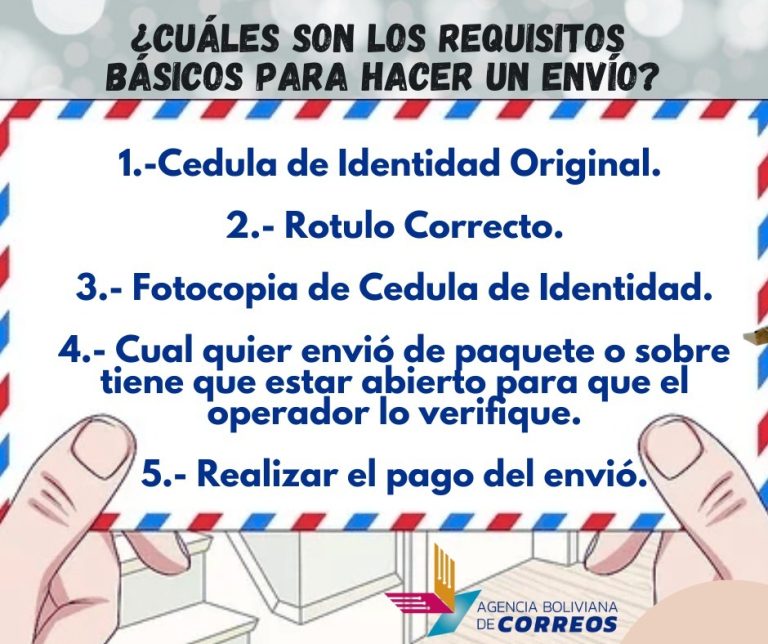 ¿CUÁLES SON LOS REQUISITOS
BÁSICOS PARA HACER UN ENVÍO?
1.-Cedula de Identidad Original.
2.- Rotulo Correcto.
3.- Fotocopia de Cedula de Identidad.
4.- Cual quier envió de paquete o sobre
tiene que estar abierto para que el
operador lo verifique.
5.- Realizar el pago del envió.
AGENCIA BOLIVIANA
DE CORREOS